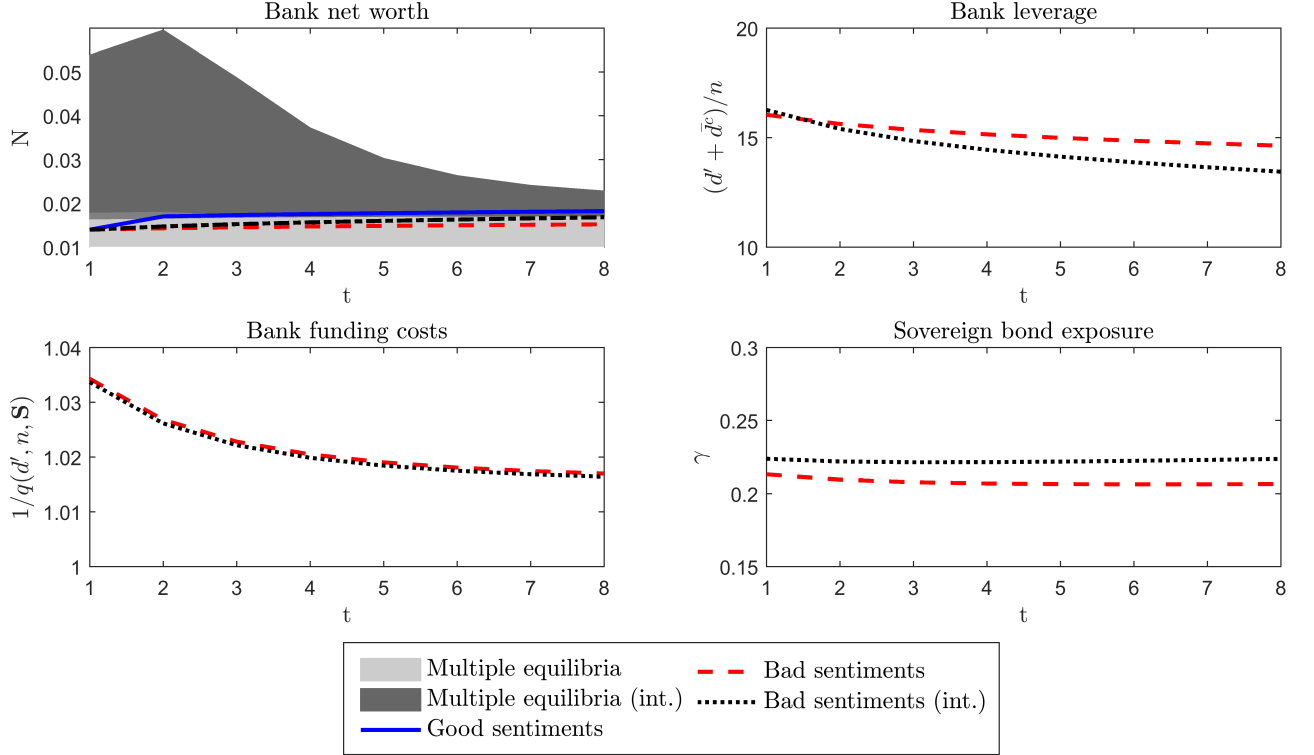 Bank net worth
N
0.05
0.04
0.03
0.02
0.01
1 2 3 4 5 6 7 8
t
Bank leverage
(d′ + d̄ᶜ)/n
20
15
10
1 2 3 4 5 6 7 8
t
Bank funding costs
1/q(d′, n, S)
1.04
1.03
1.02
1.01
1
1 2 3 4 5 6 7 8
t
Sovereign bond exposure
γ
0.3
0.25
0.2
0.15
1 2 3 4 5 6 7 8
t
Multiple equilibria
Multiple equilibria (int.)
Good sentiments
Bad sentiments
Bad sentiments (int.)